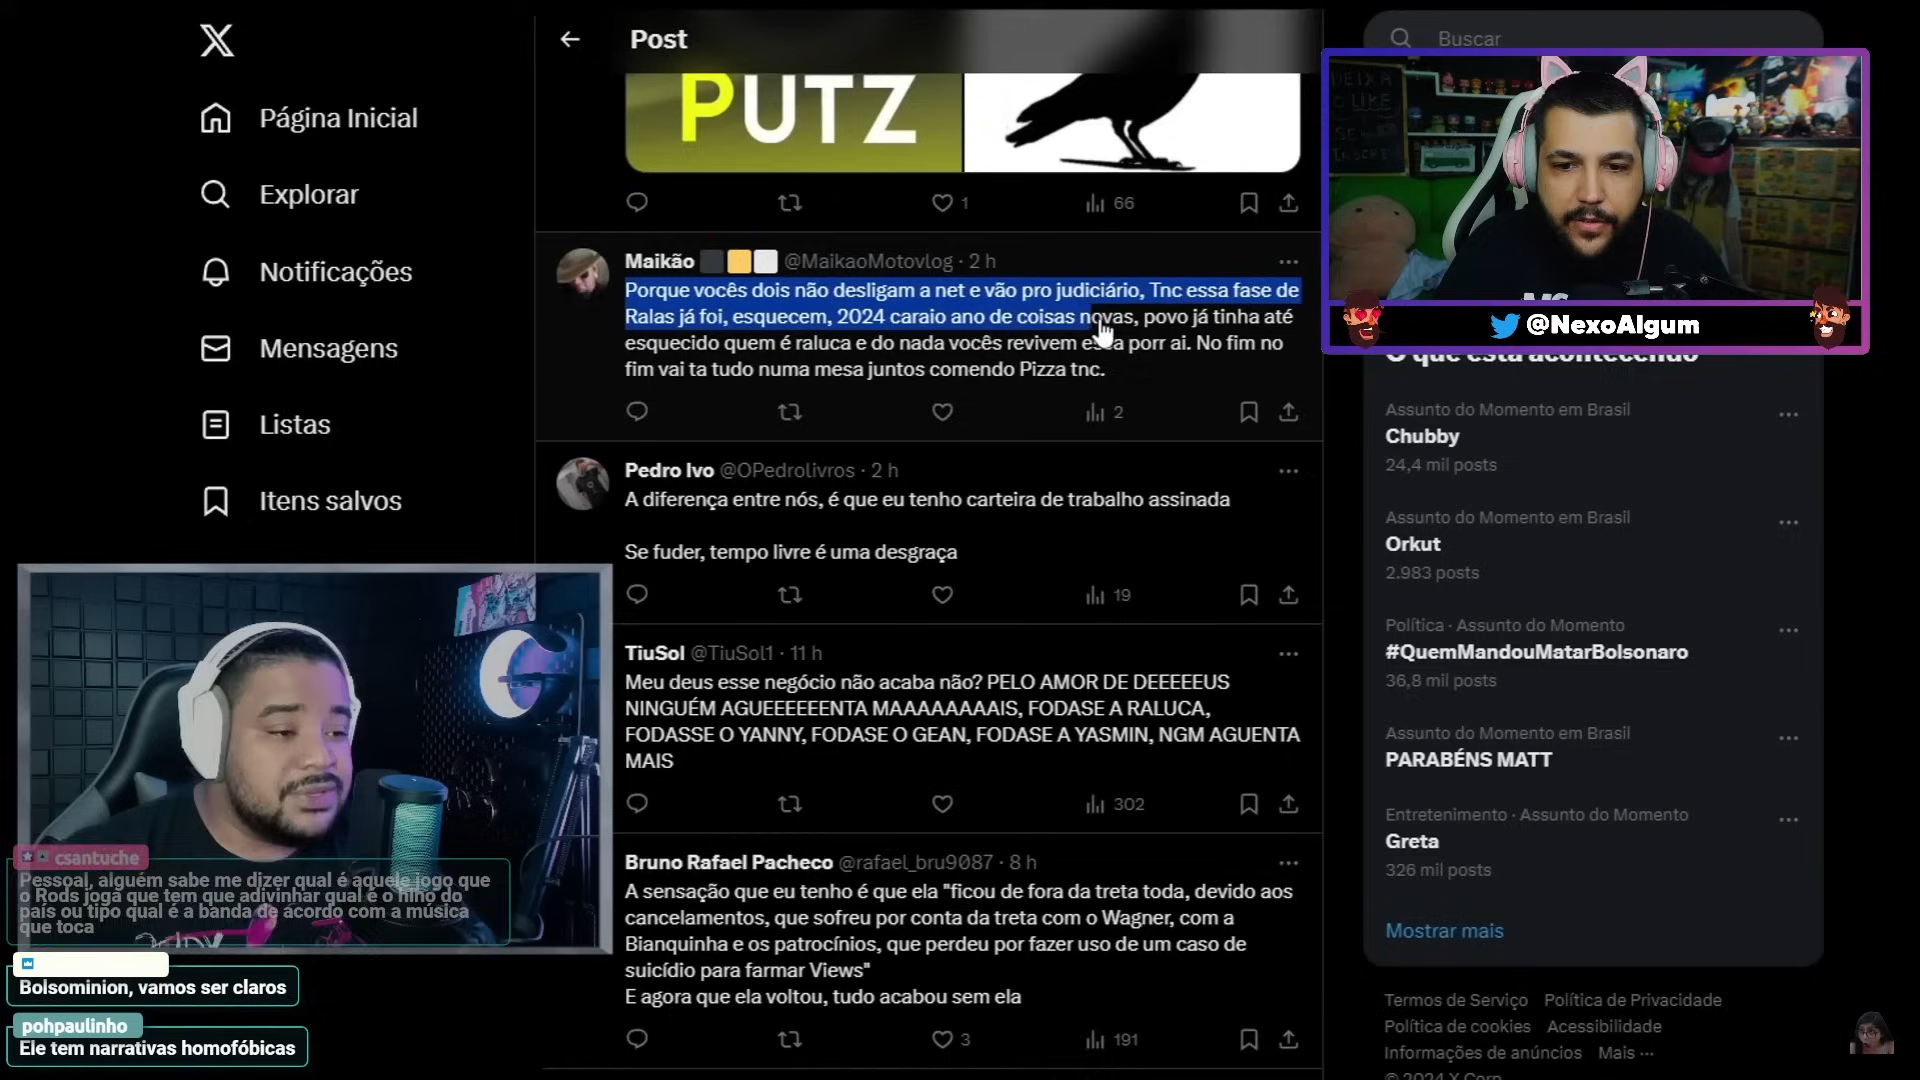 X
Página Inicial
Explorar
Notificações
Mensagens
Listas
Itens salvos
Post
PUTZ
1
66
Maikão @MaikaoMotovlog · 2 h
Porque vocês dois não desligam a net e vão pro judiciário, Tnc essa fase de
Ralas já foi, esquecem, 2024 caraio ano de coisas novas, povo já tinha até
esquecido quem é raluca e do nada vocês revivem essa porr ai. No fim no
fim vai ta tudo numa mesa juntos comendo Pizza tnc.
2
Pedro Ivo @OPedrolivros · 2 h
A diferença entre nós, é que eu tenho carteira de trabalho assinada
Se fuder, tempo livre é uma desgraça
19
TiuSol @TiuSol1 · 11 h
Meu deus esse negócio não acaba não? PELO AMOR DE DEEEEEUS
NINGUÉM AGUEEEEEENTA MAAAAAAAAIS, FODASE A RALUCA,
FODASSE O YANNY, FODASE O GEAN, FODASE A YASMIN, NGM AGUENTA
MAIS
302
Bruno Rafael Pacheco @rafael_bru9087 · 8 h
A sensação que eu tenho é que ela "ficou de fora da treta toda, devido aos
cancelamentos, que sofreu por conta da treta com o Wagner, com a
Bianquinha e os patrocínios, que perdeu por fazer uso de um caso de
suicídio para farmar Views"
E agora que ela voltou, tudo acabou sem ela
3
191
Buscar
DEIXA
O LIKE
SE
@NexoAlgum
O que está acontecendo
Assunto do Momento em Brasil
Chubby
24,4 mil posts
Assunto do Momento em Brasil
Orkut
2.983 posts
Política · Assunto do Momento
#QuemMandouMatarBolsonaro
36,8 mil posts
Assunto do Momento em Brasil
PARABÉNS MATT
Entretenimento · Assunto do Momento
Greta
326 mil posts
Mostrar mais
Termos de Serviço Política de Privacidade
Política de cookies Acessibilidade
Informações de anúncios Mais ···
© 2024 X Corp.
csantuche
Pessoal, alguém sabe me dizer qual é aquele jogo que
o Rods joga que tem que adivinhar qual é o hino do
país ou tipo qual é a banda de acordo com a música
que toca
Bolsominion, vamos ser claros
pohpaulinho
Ele tem narrativas homofóbicas